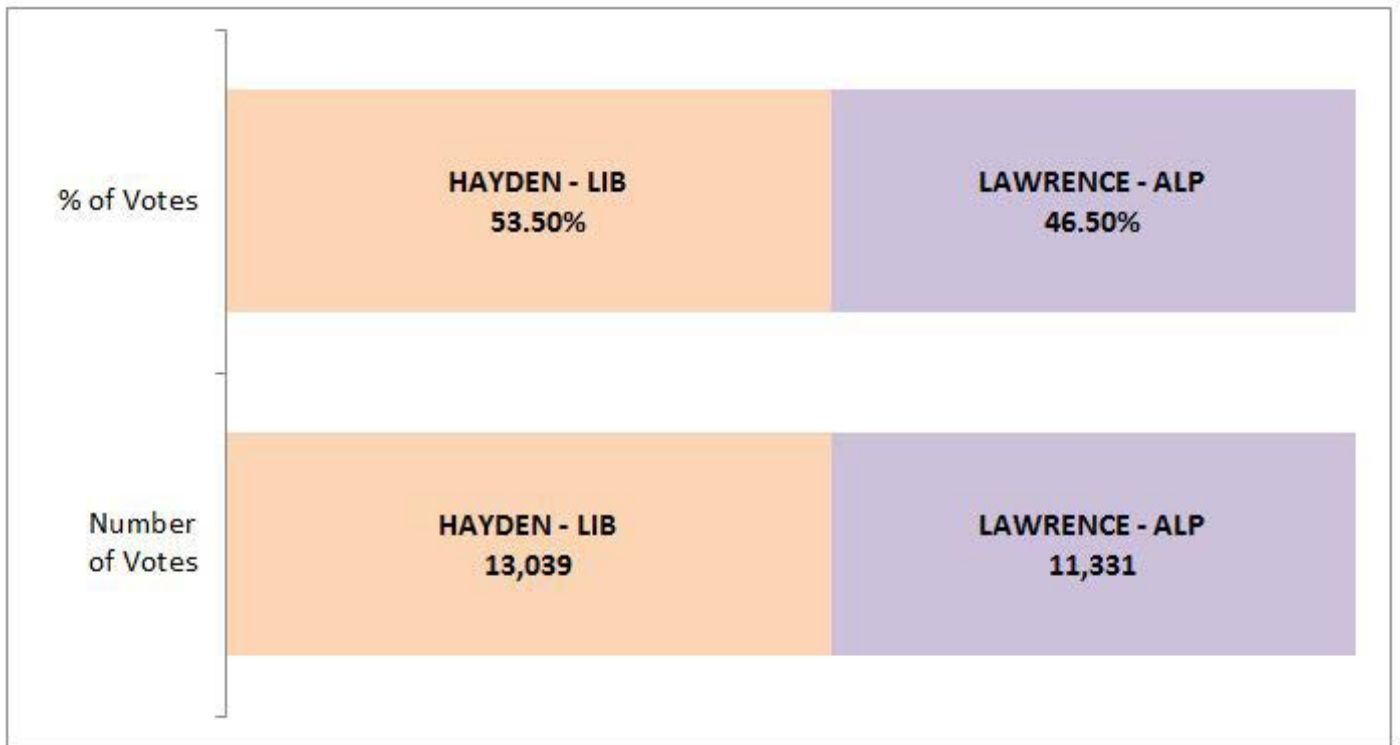 % of Votes
HAYDEN - LIB
53.50%
LAWRENCE - ALP
46.50%
Number
of Votes
HAYDEN - LIB
13,039
LAWRENCE - ALP
11,331